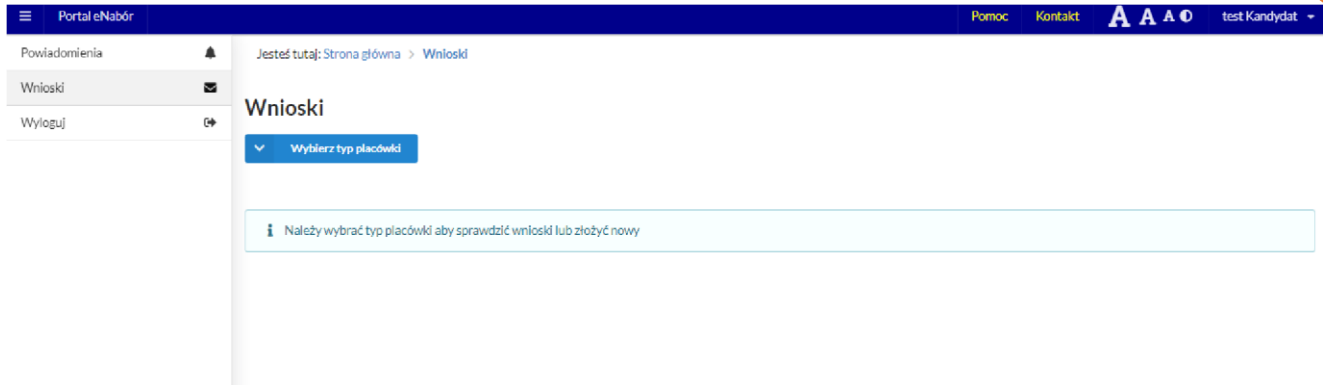 Portal eNabór
Pomoc Kontakt A A A test Kandydat
Powiadomienia
Wnioski
Wyloguj
Jesteś tutaj: Strona główna > Wnioski
Wnioski
Wybierz typ placówki
Należy wybrać typ placówki aby sprawdzić wnioski lub złożyć nowy